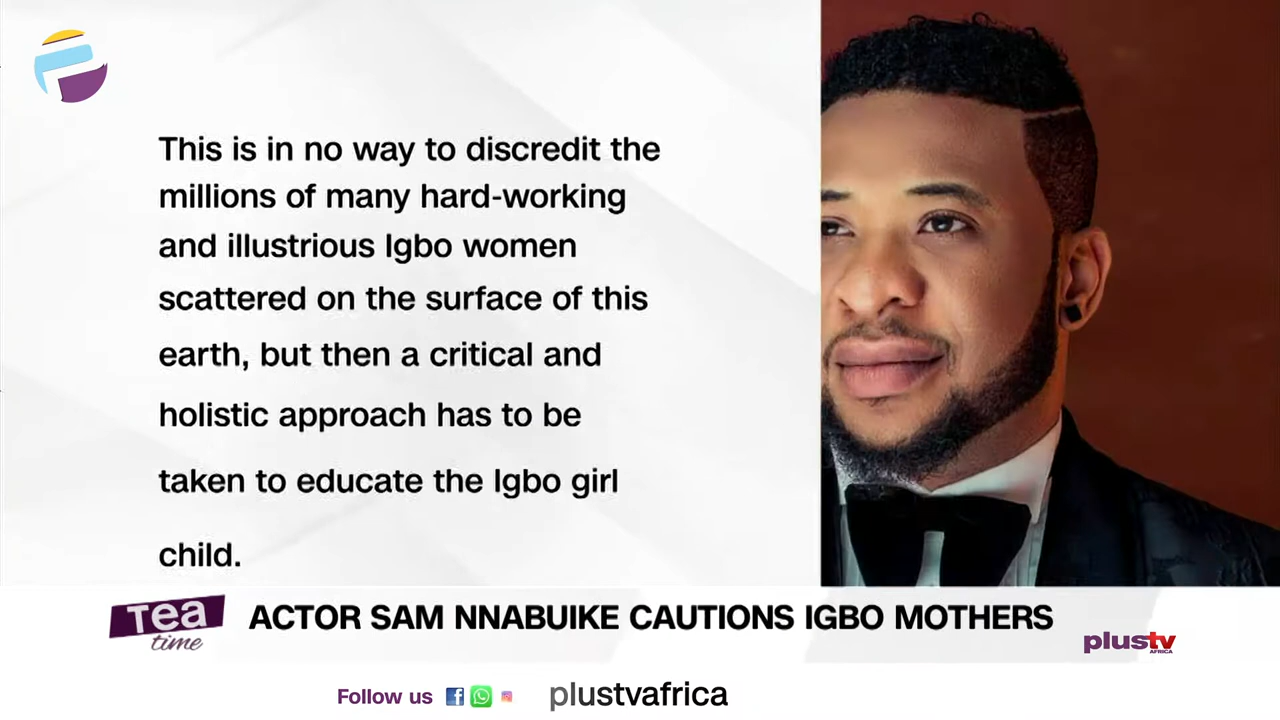 This is in no way to discredit the
millions of many hard-working
and illustrious Igbo women
scattered on the surface of this
earth, but then a critical and
holistic approach has to be
taken to educate the Igbo girl
child.
Tea
time
ACTOR SAM NNABUIKE CAUTIONS IGBO MOTHERS
plustv
AFRICA
Follow us
plustvafrica